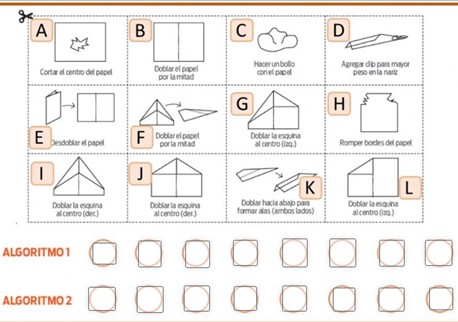 A
B
C
D
Cortar el centro del papel
Doblar el papel
por la mitad
Hacer un bollo
con el papel
Agregar clip para mayor
peso en la nariz
E
F
G
H
Desdoblar el papel
Doblar el papel
por la mitad
Doblar la esquina
al centro (izq.)
Romper bordes del papel
I
J
K
L
Doblar la esquina
al centro (der.)
Doblar la esquina
al centro (der.)
Doblar hacia abajo para
formar alas (ambos lados)
Doblar la esquina
al centro (izq.)
ALGORITMO 1
ALGORITMO 2